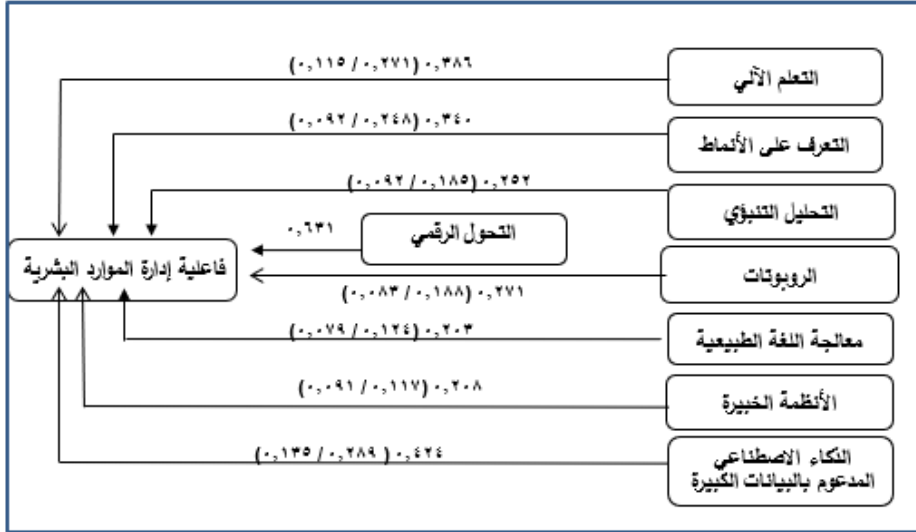 ٠,٣٨٦ (٠,٢٧١ / ٠,١١٥)
التعلم الآلي
٠,٣٤٠ (٠,٢٤٨ / ٠,٠٩٢)
التعرف على الأنماط
٠,٢٥٢ (٠,١٨٥ / ٠,٠٩٢)
التحليل التنبؤي
التحول الرقمي
٠,٦٣١
فاعلية إدارة الموارد البشرية
الروبوتات
٠,٢٧١ (٠,١٨٨ / ٠,٠٨٣)
معالجة اللغة الطبيعية
٠,٢٠٣ (٠,١٢٤ / ٠,٠٧٩)
الأنظمة الخبيرة
٠,٢٠٨ (٠,١١٧ / ٠,٠٩١)
الذكاء الاصطناعي
المدعوم بالبيانات الكبيرة
٠,٤٢٤ (٠,٢٨٩ / ٠,١٣٥)